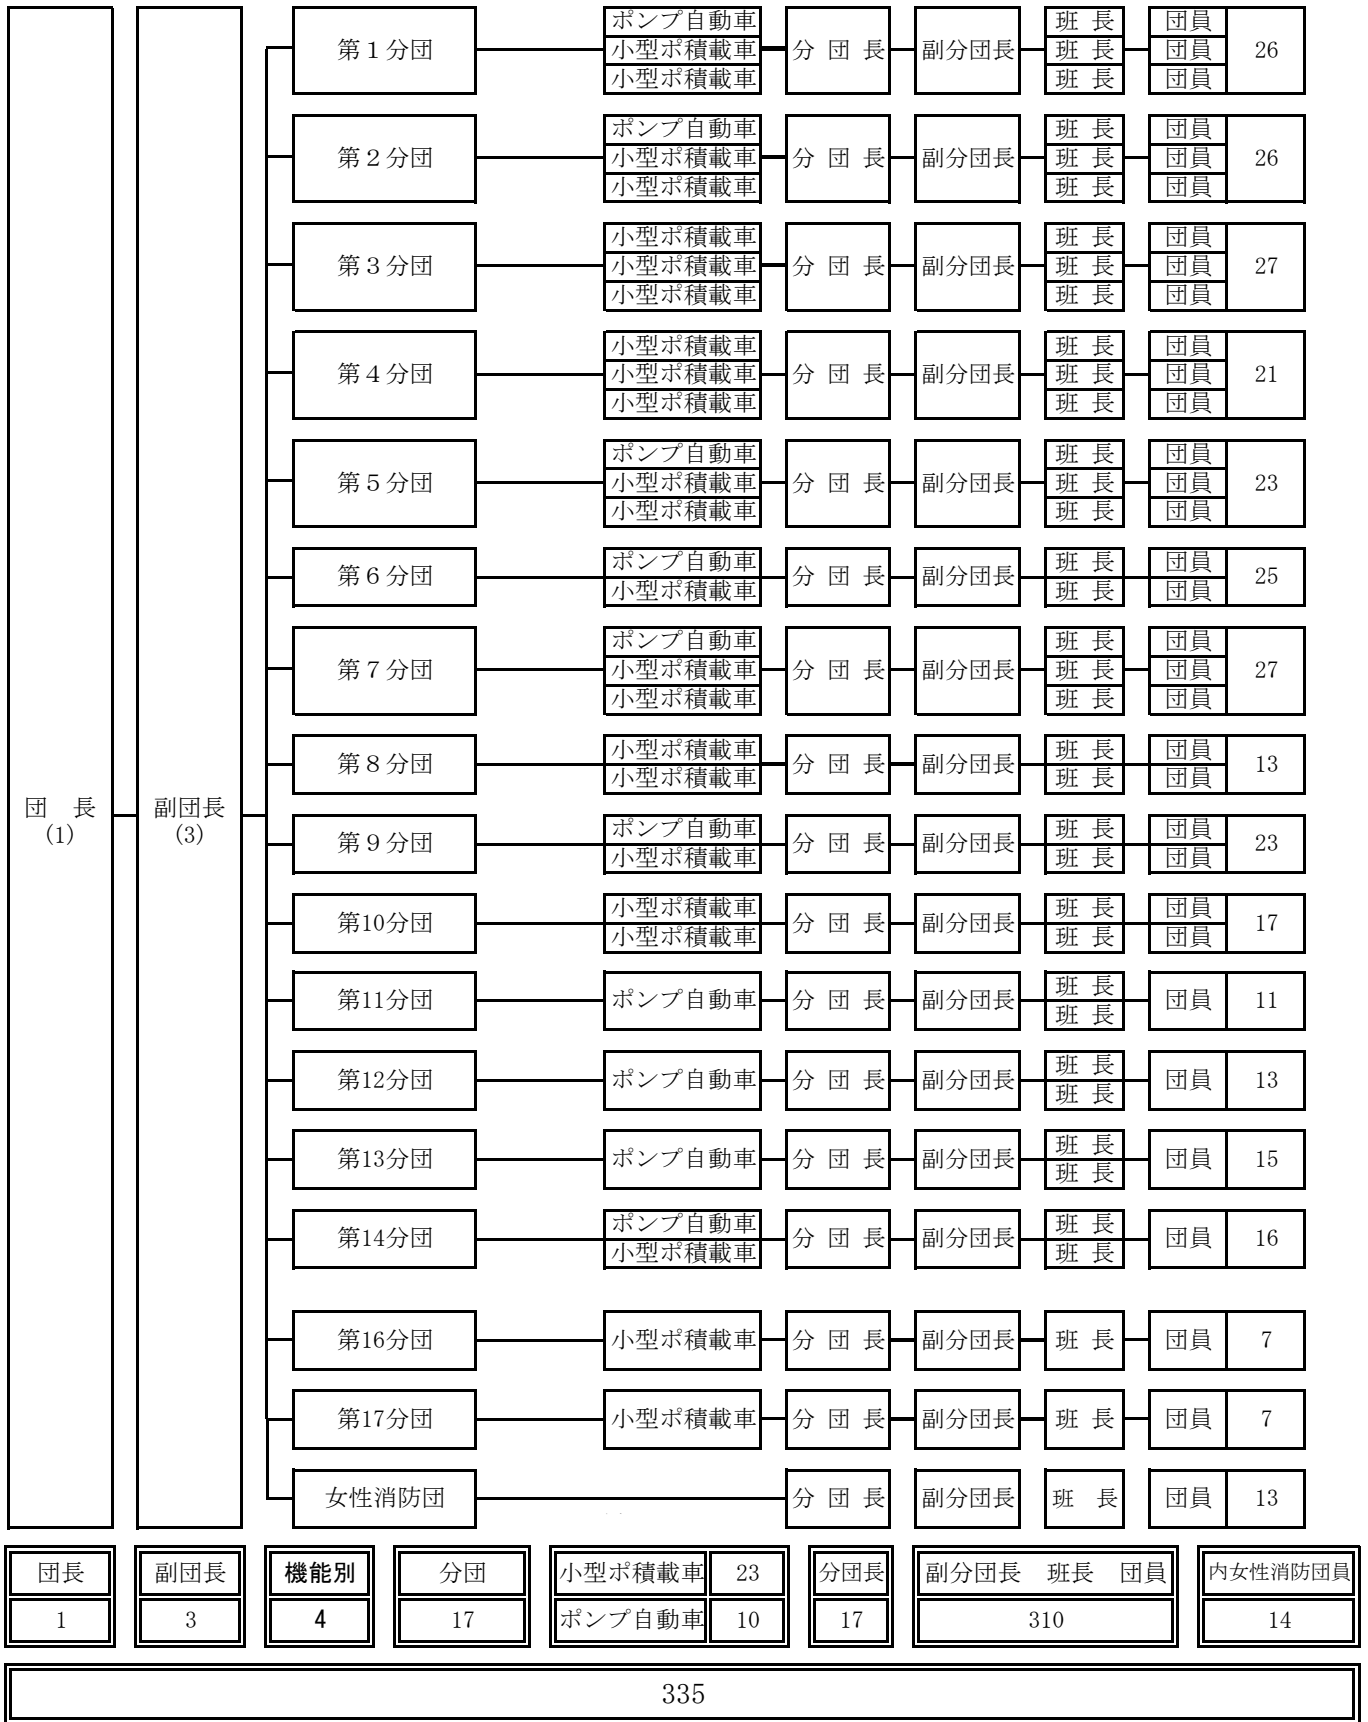 団　長
(1)
副団長
(3)
第１分団
ポンプ自動車
小型ポ積載車
小型ポ積載車
分 団 長
副分団長
班 長
班 長
班 長
団員
団員
団員
26
第２分団
ポンプ自動車
小型ポ積載車
小型ポ積載車
分 団 長
副分団長
班 長
班 長
班 長
団員
団員
団員
26
第３分団
小型ポ積載車
小型ポ積載車
小型ポ積載車
分 団 長
副分団長
班 長
班 長
班 長
団員
団員
団員
27
第４分団
小型ポ積載車
小型ポ積載車
小型ポ積載車
分 団 長
副分団長
班 長
班 長
班 長
団員
団員
団員
21
第５分団
ポンプ自動車
小型ポ積載車
小型ポ積載車
分 団 長
副分団長
班 長
班 長
班 長
団員
団員
団員
23
第６分団
ポンプ自動車
小型ポ積載車
分 団 長
副分団長
班 長
班 長
団員
団員
25
第７分団
ポンプ自動車
小型ポ積載車
小型ポ積載車
分 団 長
副分団長
班 長
班 長
班 長
団員
団員
団員
27
第８分団
小型ポ積載車
小型ポ積載車
分 団 長
副分団長
班 長
班 長
団員
団員
13
第９分団
ポンプ自動車
小型ポ積載車
分 団 長
副分団長
班 長
班 長
団員
団員
23
第10分団
小型ポ積載車
小型ポ積載車
分 団 長
副分団長
班 長
班 長
団員
団員
17
第11分団
ポンプ自動車
分 団 長
副分団長
班 長
班 長
団員
11
第12分団
ポンプ自動車
分 団 長
副分団長
班 長
班 長
団員
13
第13分団
ポンプ自動車
分 団 長
副分団長
班 長
班 長
団員
15
第14分団
ポンプ自動車
小型ポ積載車
分 団 長
副分団長
班 長
班 長
団員
16
第16分団
小型ポ積載車
分 団 長
副分団長
班 長
団員
7
第17分団
小型ポ積載車
分 団 長
副分団長
班 長
団員
7
女性消防団
分 団 長
副分団長
班　長
団員
13
団長
1
副団長
3
機能別
4
分団
17
小型ポ積載車 23
ポンプ自動車 10
分団長
17
副分団長　班長　団員
310
内女性消防団員
14
335